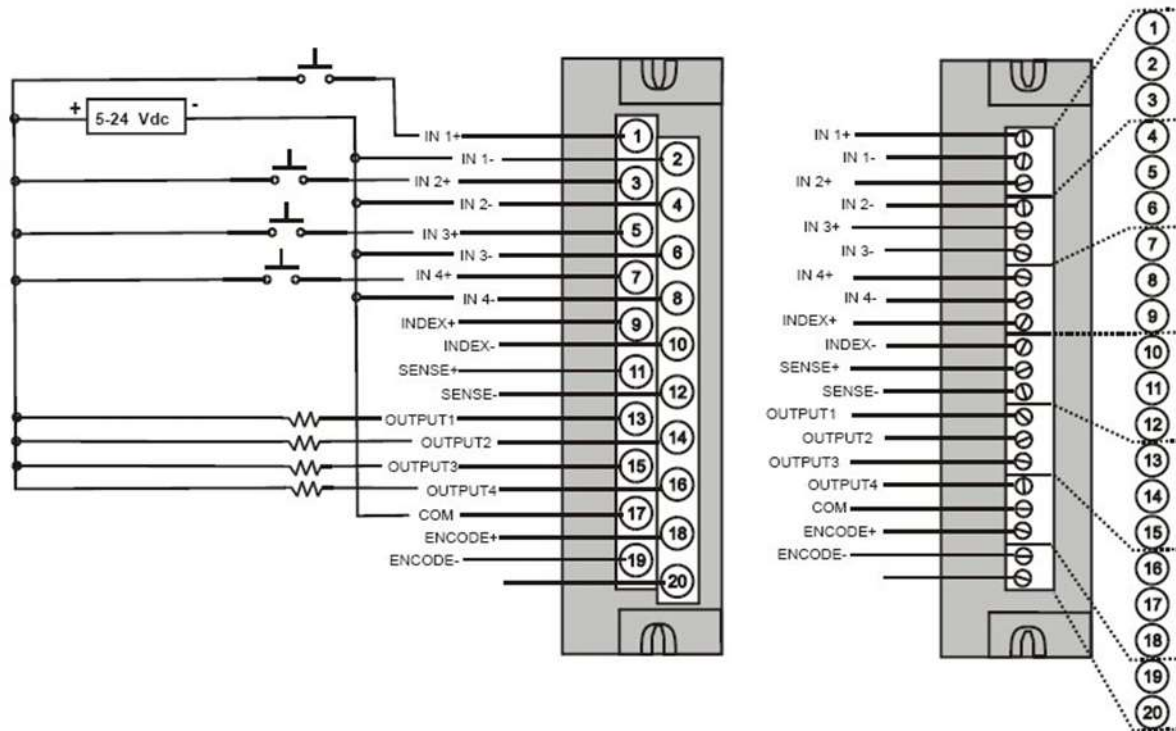 + 5-24 Vdc -
IN 1+
IN 1-
IN 2+
IN 2-
IN 3+
IN 3-
IN 4+
IN 4-
INDEX+
INDEX-
SENSE+
SENSE-
OUTPUT1
OUTPUT2
OUTPUT3
OUTPUT4
COM
ENCODE+
ENCODE-
1
2
3
4
5
6
7
8
9
10
11
12
13
14
15
16
17
18
19
20
IN 1+
IN 1-
IN 2+
IN 2-
IN 3+
IN 3-
IN 4+
IN 4-
INDEX+
INDEX-
SENSE+
SENSE-
OUTPUT1
OUTPUT2
OUTPUT3
OUTPUT4
COM
ENCODE+
ENCODE-
1
2
3
4
5
6
7
8
9
10
11
12
13
14
15
16
17
18
19
20